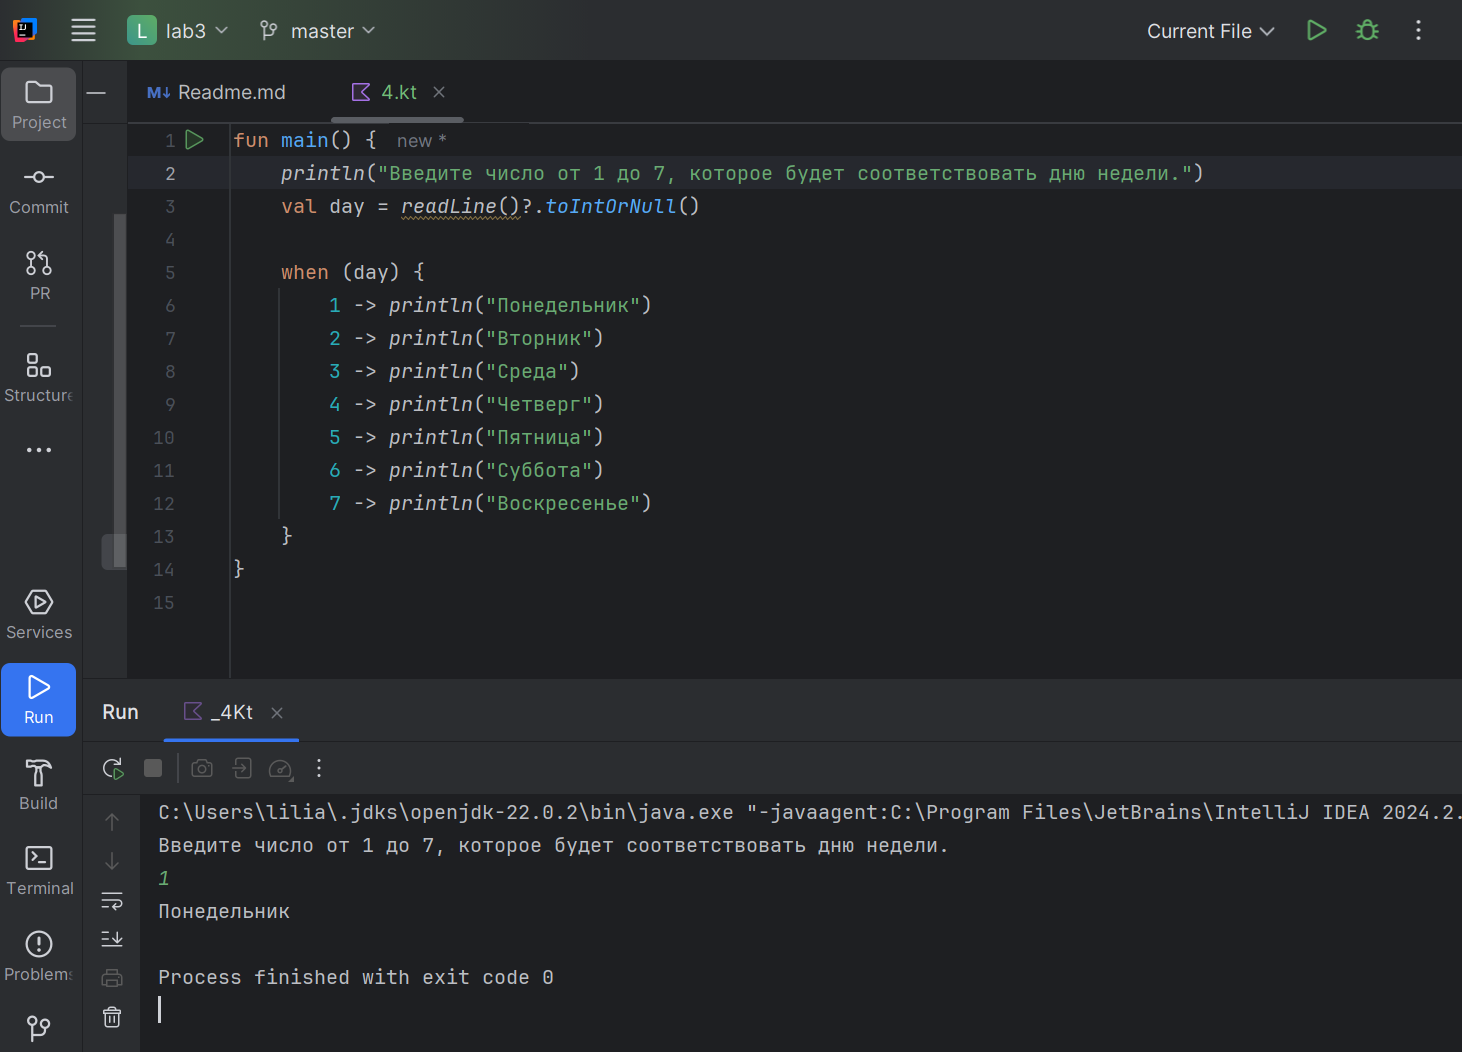 L lab3 master Current File
Project
Commit
PR
Structure
Services
Run
Build
Terminal
Problems
M↓ Readme.md 4.kt
1 fun main() { new *
2 println("Введите число от 1 до 7, которое будет соответствовать дню недели.")
3 val day = readLine()?.toIntOrNull()
4
5 when (day) {
6 1 -> println("Понедельник")
7 2 -> println("Вторник")
8 3 -> println("Среда")
9 4 -> println("Четверг")
10 5 -> println("Пятница")
11 6 -> println("Суббота")
12 7 -> println("Воскресенье")
13 }
14 }
15
Run _4Kt
C:\Users\lilia\.jdks\openjdk-22.0.2\bin\java.exe "-javaagent:C:\Program Files\JetBrains\IntelliJ IDEA 2024.2.
Введите число от 1 до 7, которое будет соответствовать дню недели.
1
Понедельник
Process finished with exit code 0